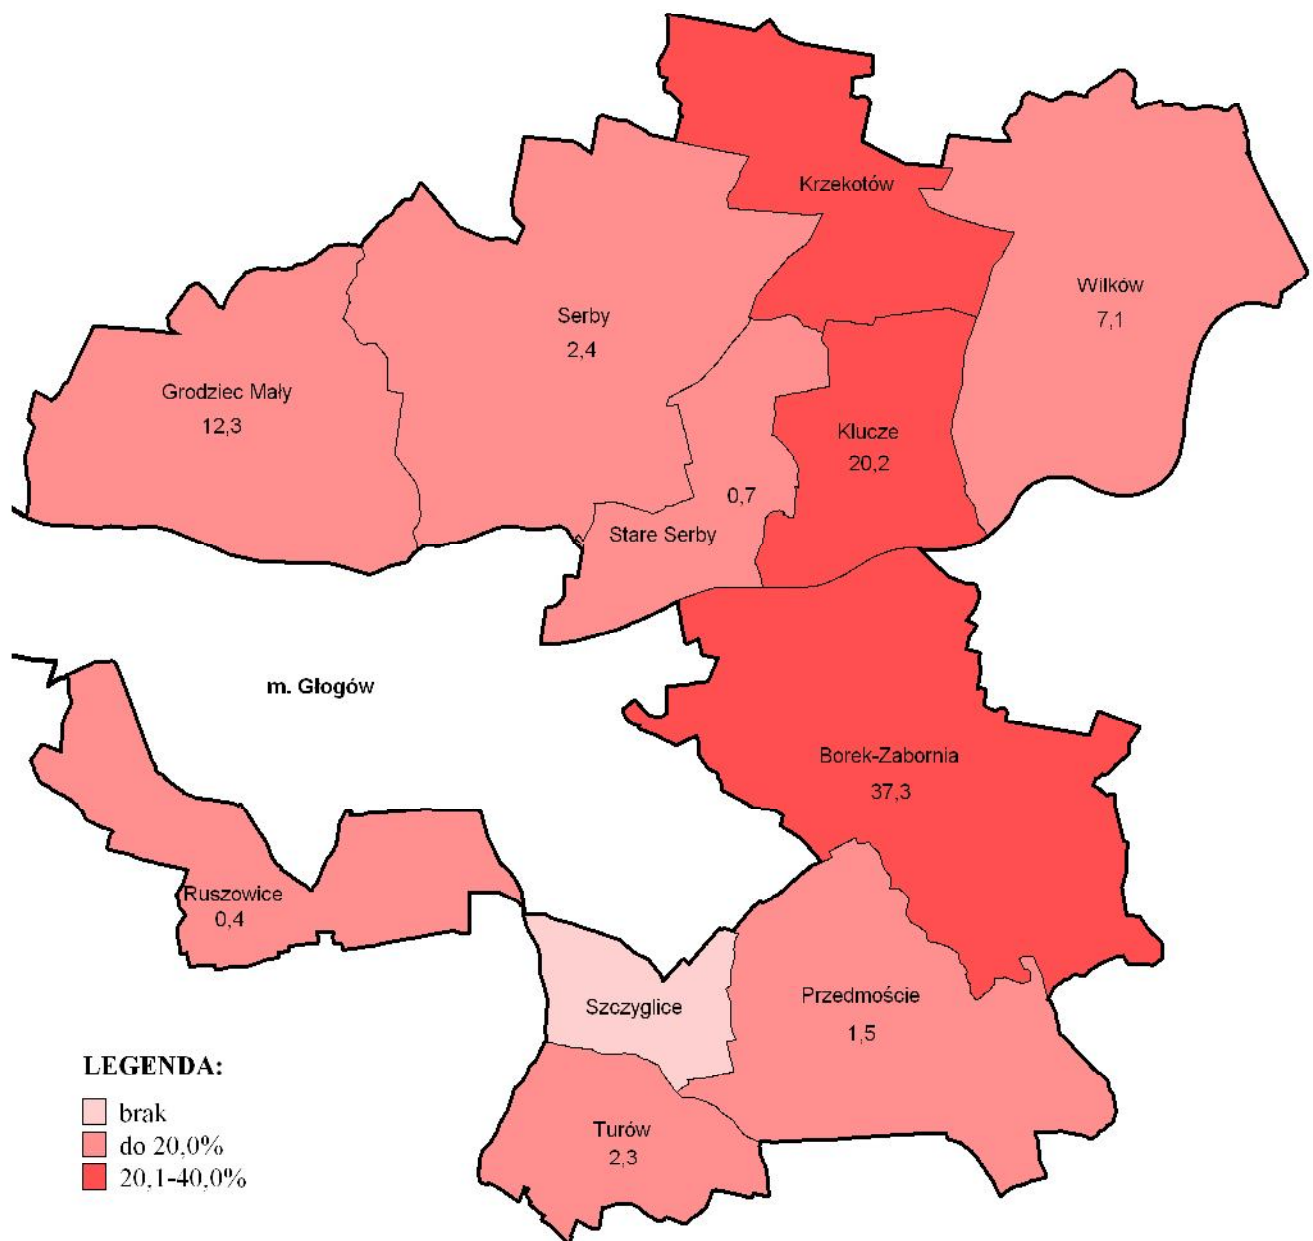 Krzekotów
Wilków
7,1
Serby
2,4
Grodziec Mały
12,3
Klucze
20,2
0,7
Stare Serby
m. Głogów
Borek-Zabornia
37,3
Ruszowice
0,4
Szczyglice
Przedmoście
1,5
Turów
2,3
LEGENDA:
brak
do 20,0%
20,1-40,0%